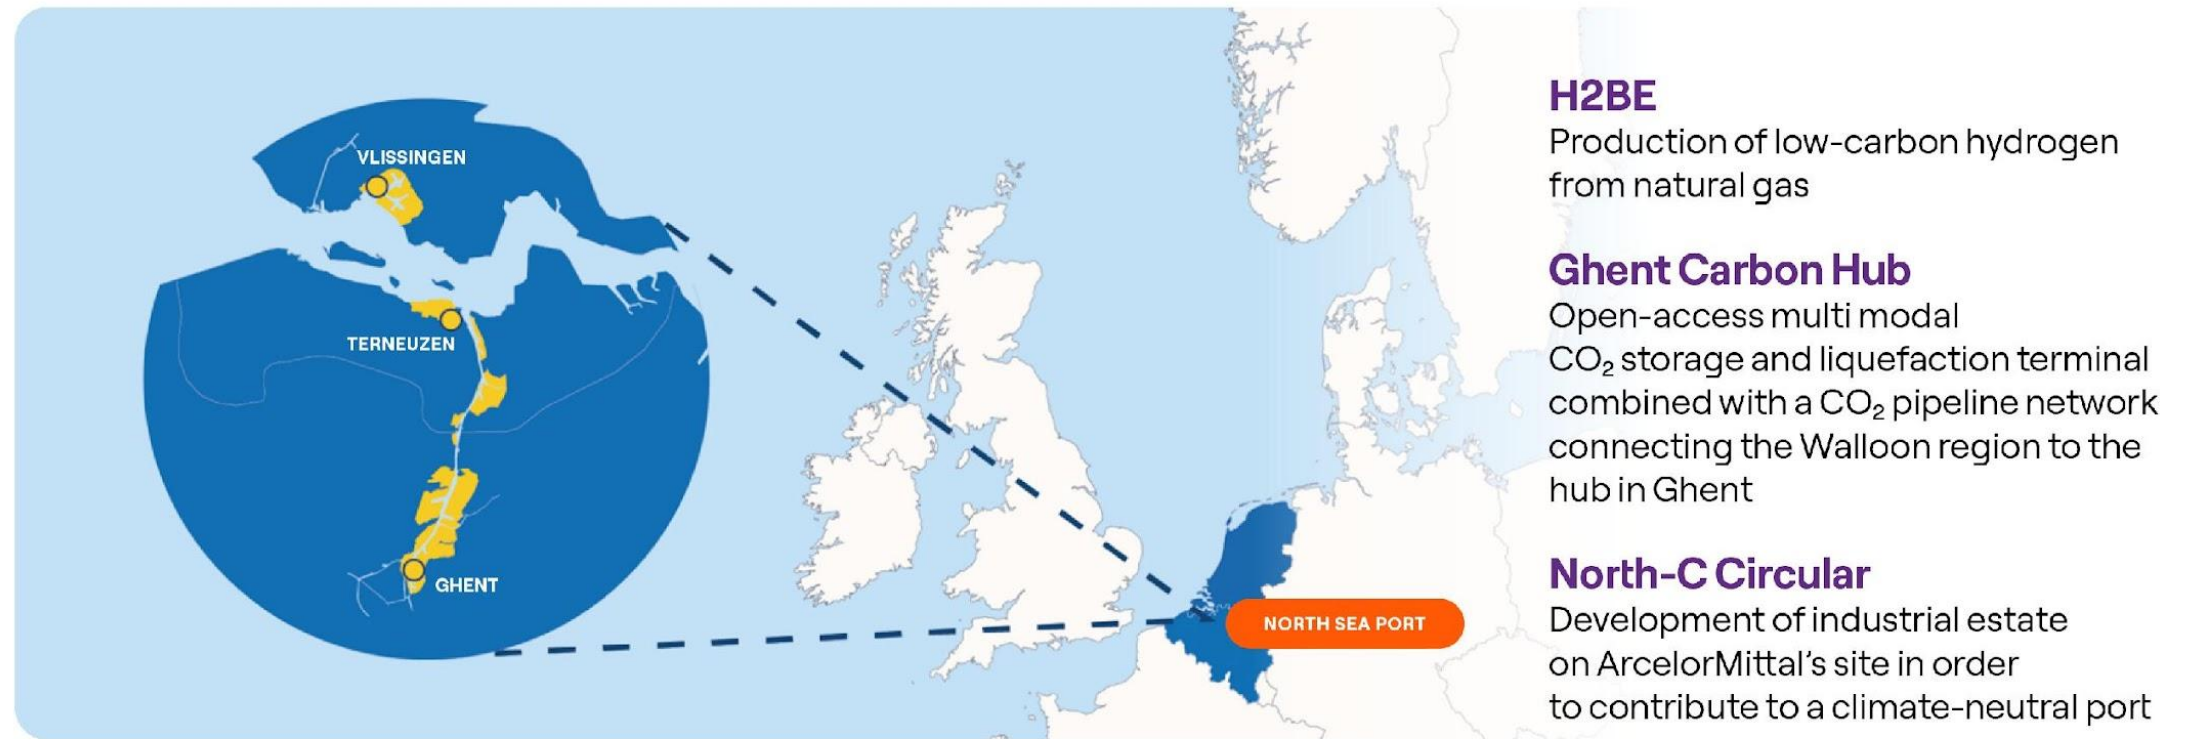 VLISSINGEN
TERNEUZEN
GHENT
NORTH SEA PORT
H2BE
Production of low-carbon hydrogen
from natural gas
Ghent Carbon Hub
Open-access multi modal
CO₂ storage and liquefaction terminal
combined with a CO₂ pipeline network
connecting the Walloon region to the
hub in Ghent
North-C Circular
Development of industrial estate
on ArcelorMittal's site in order
to contribute to a climate-neutral port